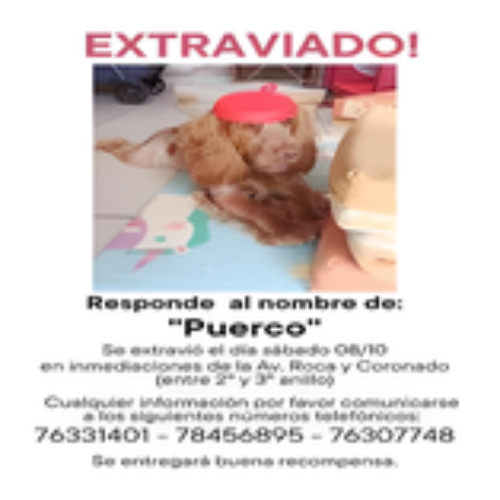 EXTRAVIADO!
Responde al nombre de:
"Puerco"
Se extravió el día sábado 08/10
en inmediaciones de la Av. Roca y Coronado
(entre 2º y 3º anillo)
Cualquier información por favor comunicarse
a los siguientes números telefónicos:
76331401 - 78456895 - 76307748
Se entregará buena recompensa.